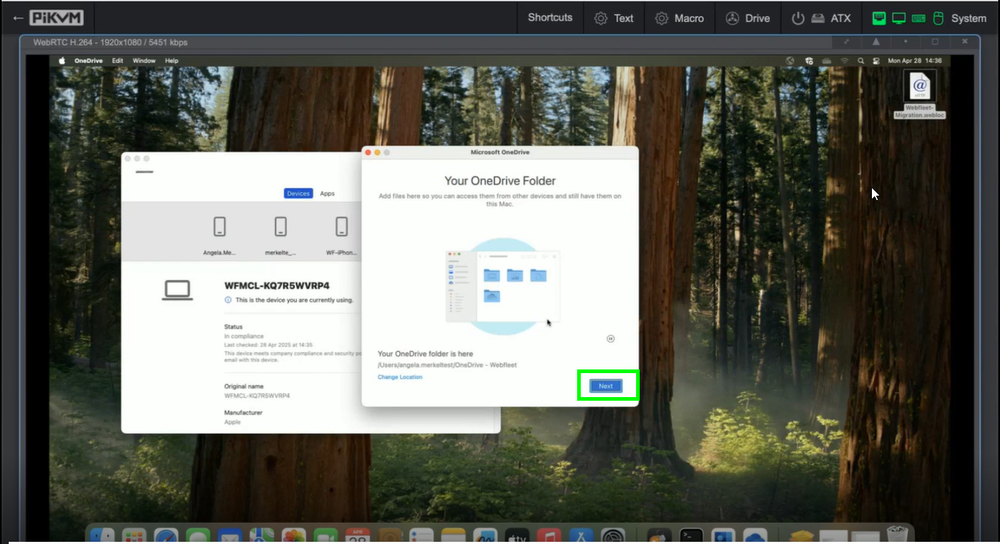 ← PiKVM
Shortcuts
Text
Macro
Drive
ATX
System
WebRTC H.264 - 1920x1080 / 5451 kbps
OneDrive Edit Window Help
Mon Apr 28 14:36
@
HTTP
Webfleet-
Migration.webloc
Devices
Apps
Angela.Me...
merkelte_...
WF-iPhon...
WFMCL-KQ7R5WVRP4
This is the device you are currently using.
Status
In compliance
Last checked: 28 Apr 2025 at 14:35
This device meets company compliance and security po
email with this device.
Original name
WFMCL-KQ7R5WVRP4
Manufacturer
Apple
Microsoft OneDrive
Your OneDrive Folder
Add files here so you can access them from other devices and still have them on
this Mac.
Your OneDrive folder is here
/Users/angela.merkeltest/OneDrive - Webfleet
Change Location
Next
APR
28
tv